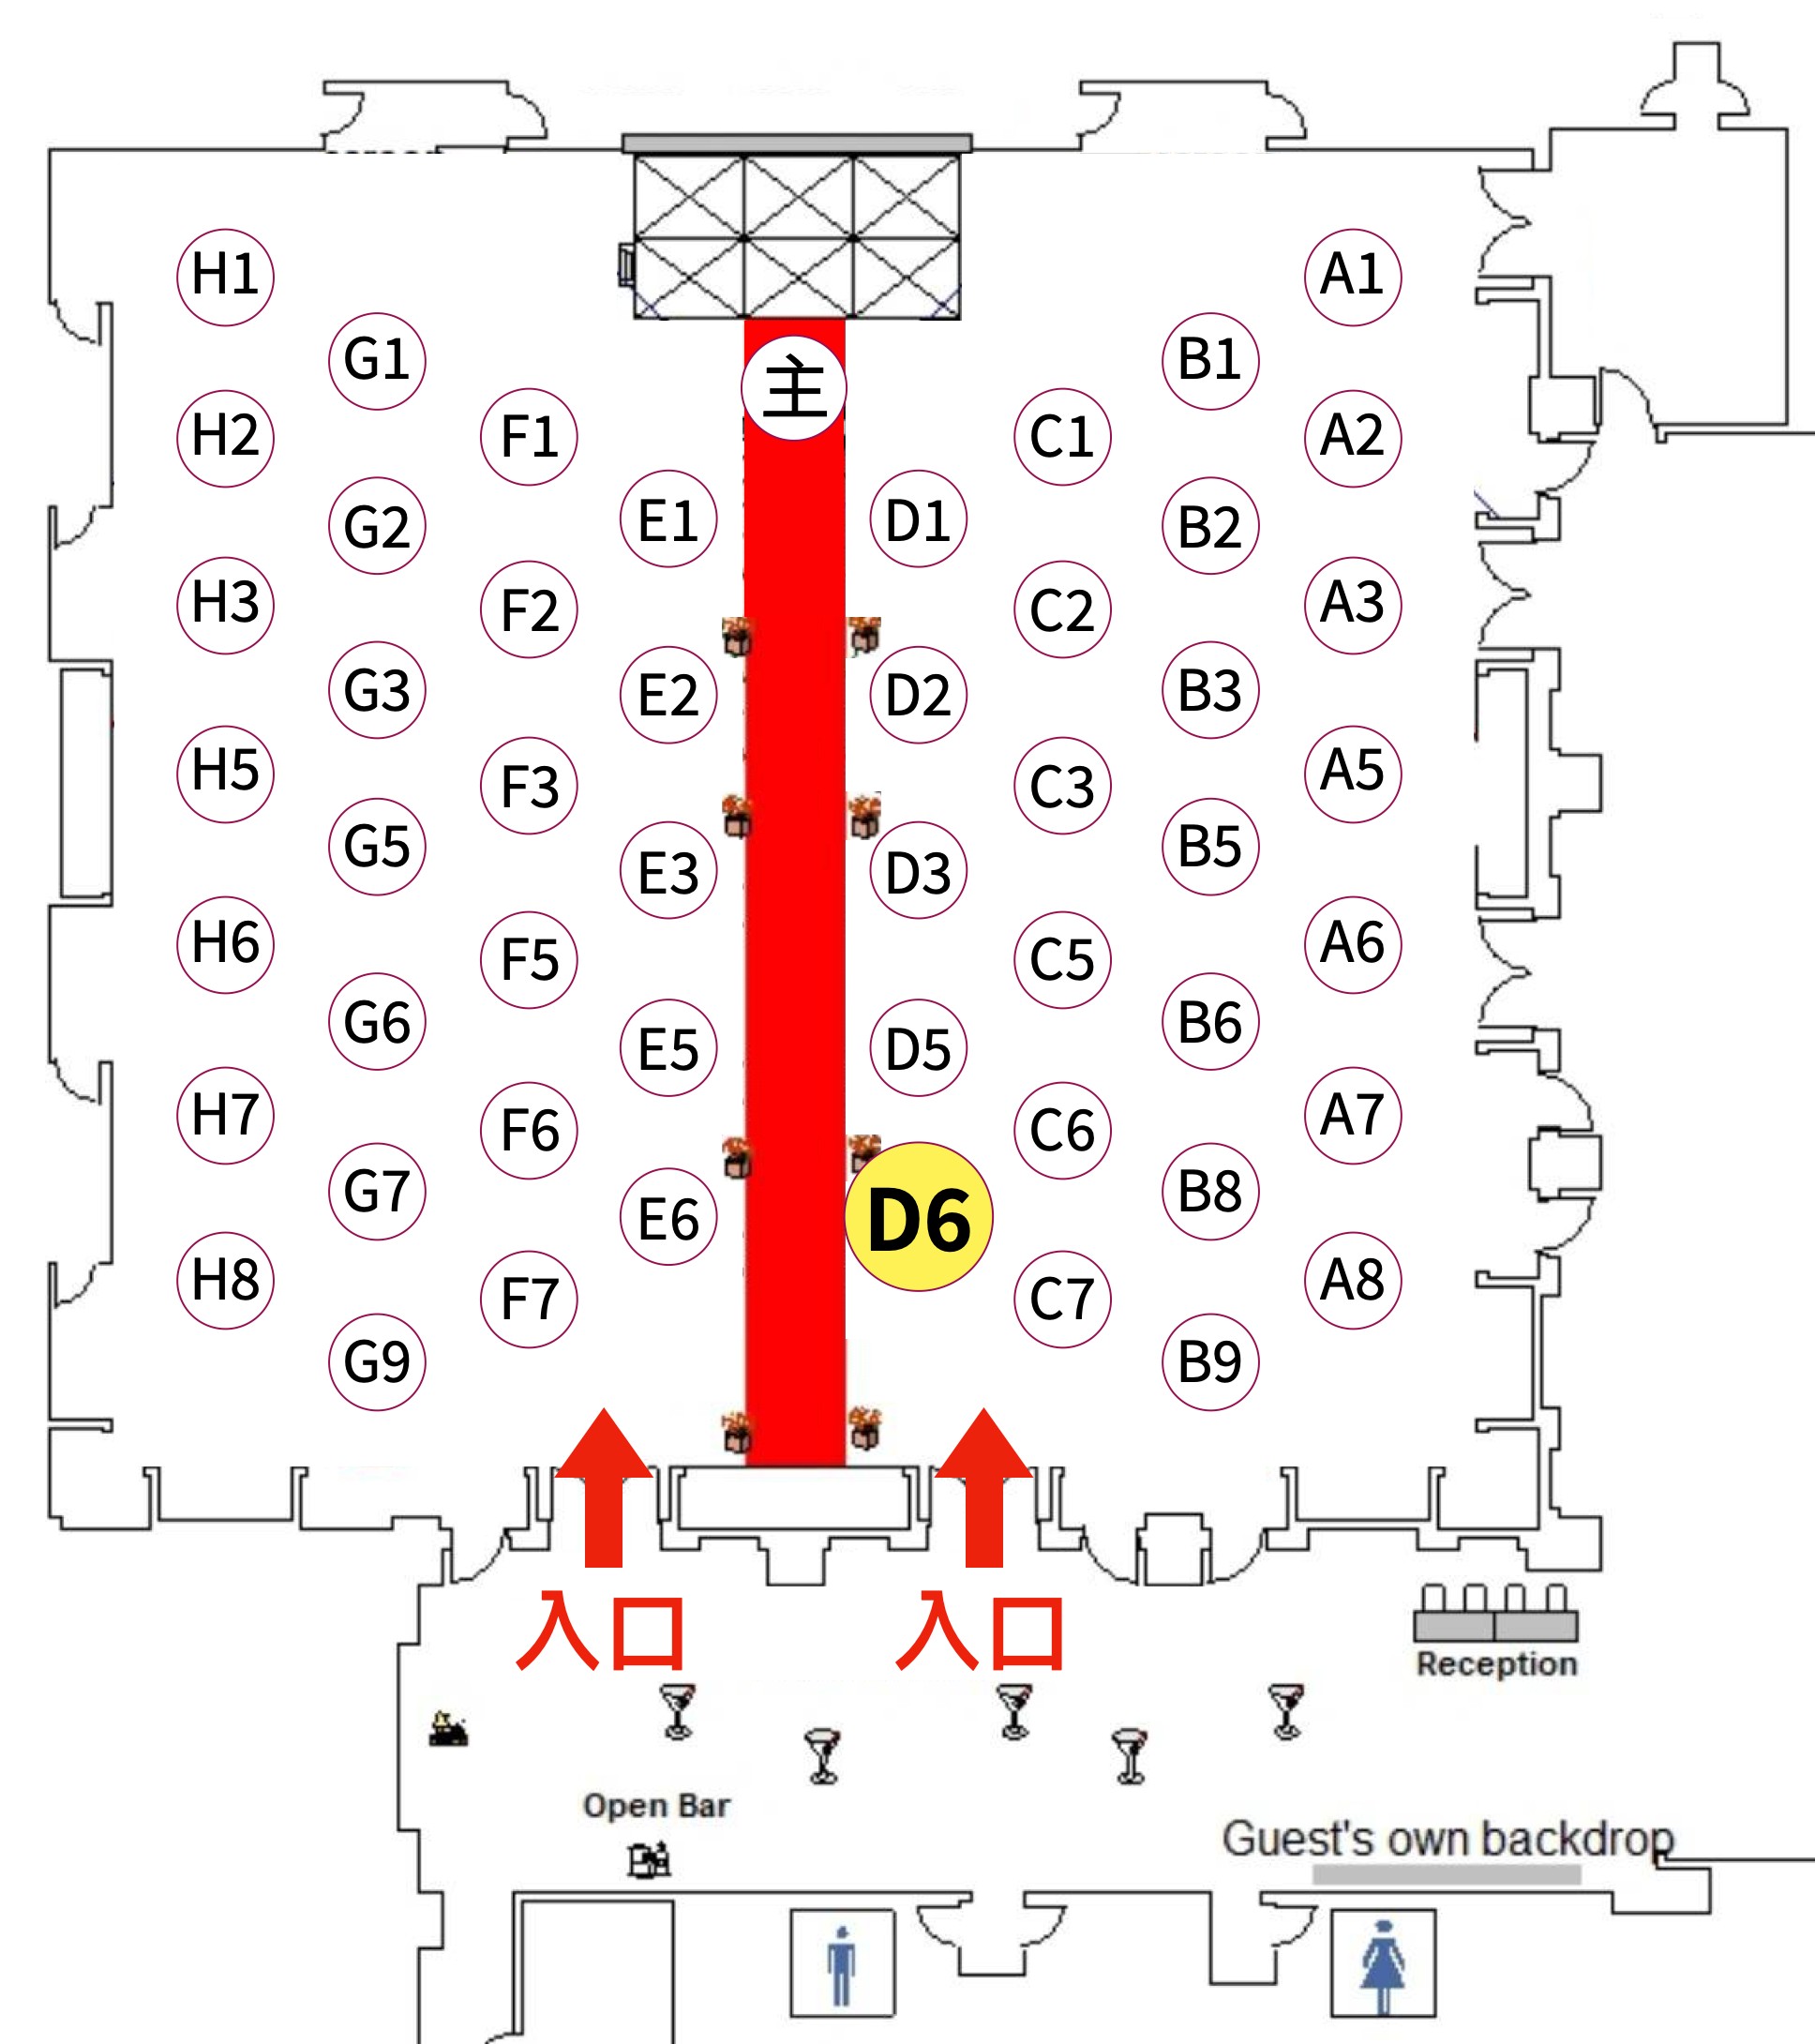 H1 A1
G1 主 B1
H2 F1 C1 A2
G2 E1 D1 B2
H3 F2 C2 A3
G3 E2 D2 B3
H5 F3 C3 A5
G5 E3 D3 B5
H6 F5 C5 A6
G6 E5 D5 B6
H7 F6 C6 A7
G7 E6 D6 B8
H8 F7 C7 A8
G9 B9
入口 入口
Reception
Open Bar
Guest's own backdrop